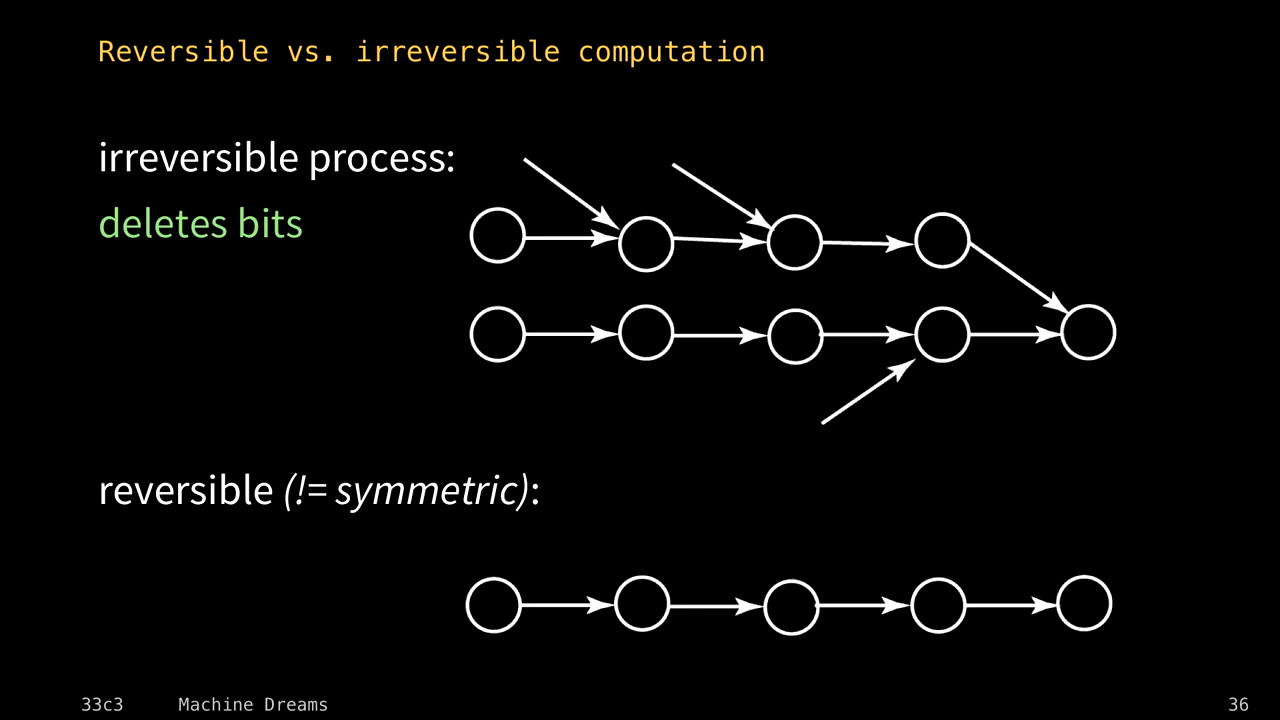 Reversible vs. irreversible computation
irreversible process:
deletes bits
reversible (!= symmetric):
33c3 Machine Dreams 36